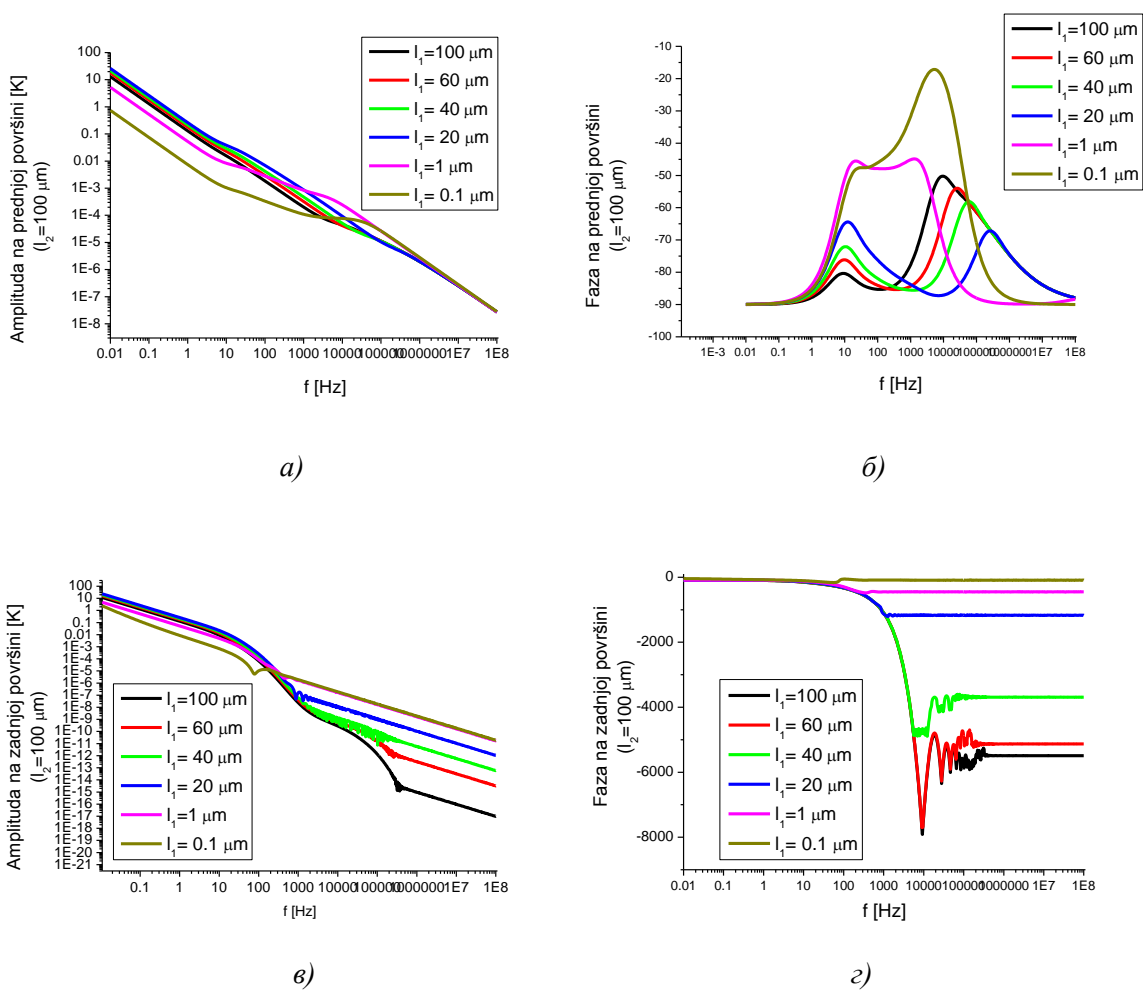 Amplituda na prednjoj površini [K]
(l₂=100 μm)
100
10
1
0.1
0.01
1E-3
1E-4
1E-5
1E-6
1E-7
1E-8
0.01 0.1 1 10 100 1000 10000 100000 1000000 1E7 1E8
f [Hz]
l₁=100 μm
l₁= 60 μm
l₁= 40 μm
l₁= 20 μm
l₁=1 μm
l₁= 0.1 μm
а)
Faza na prednjoj površini
(l₂=100 μm)
-10
-20
-30
-40
-50
-60
-70
-80
-90
-100
1E-3 0.01 0.1 1 10 100 1000 10000 100000 1000000 1E7 1E8
f [Hz]
l₁=100 μm
l₁= 60 μm
l₁= 40 μm
l₁= 20 μm
l₁=1 μm
l₁= 0.1 μm
б)
Amplituda na zadnjoj površini [K]
(l₂=100 μm)
100
10
1
0.1
0.01
1E-3
1E-4
1E-5
1E-6
1E-7
1E-8
1E-9
1E-10
1E-11
1E-12
1E-13
1E-14
1E-15
1E-16
1E-17
1E-18
1E-19
1E-20
1E-21
0.1 1 10 100 1000 10000 100000 1000000 1E7 1E8
f [Hz]
l₁=100 μm
l₁= 60 μm
l₁= 40 μm
l₁= 20 μm
l₁=1 μm
l₁= 0.1 μm
в)
Faza na zadnjoj površini
(l₂=100 μm)
0
-2000
-4000
-6000
-8000
0.01 0.1 1 10 100 1000 10000 100000 1000000 1E7 1E8
f [Hz]
l₁=100 μm
l₁= 60 μm
l₁= 40 μm
l₁= 20 μm
l₁=1 μm
l₁= 0.1 μm
г)